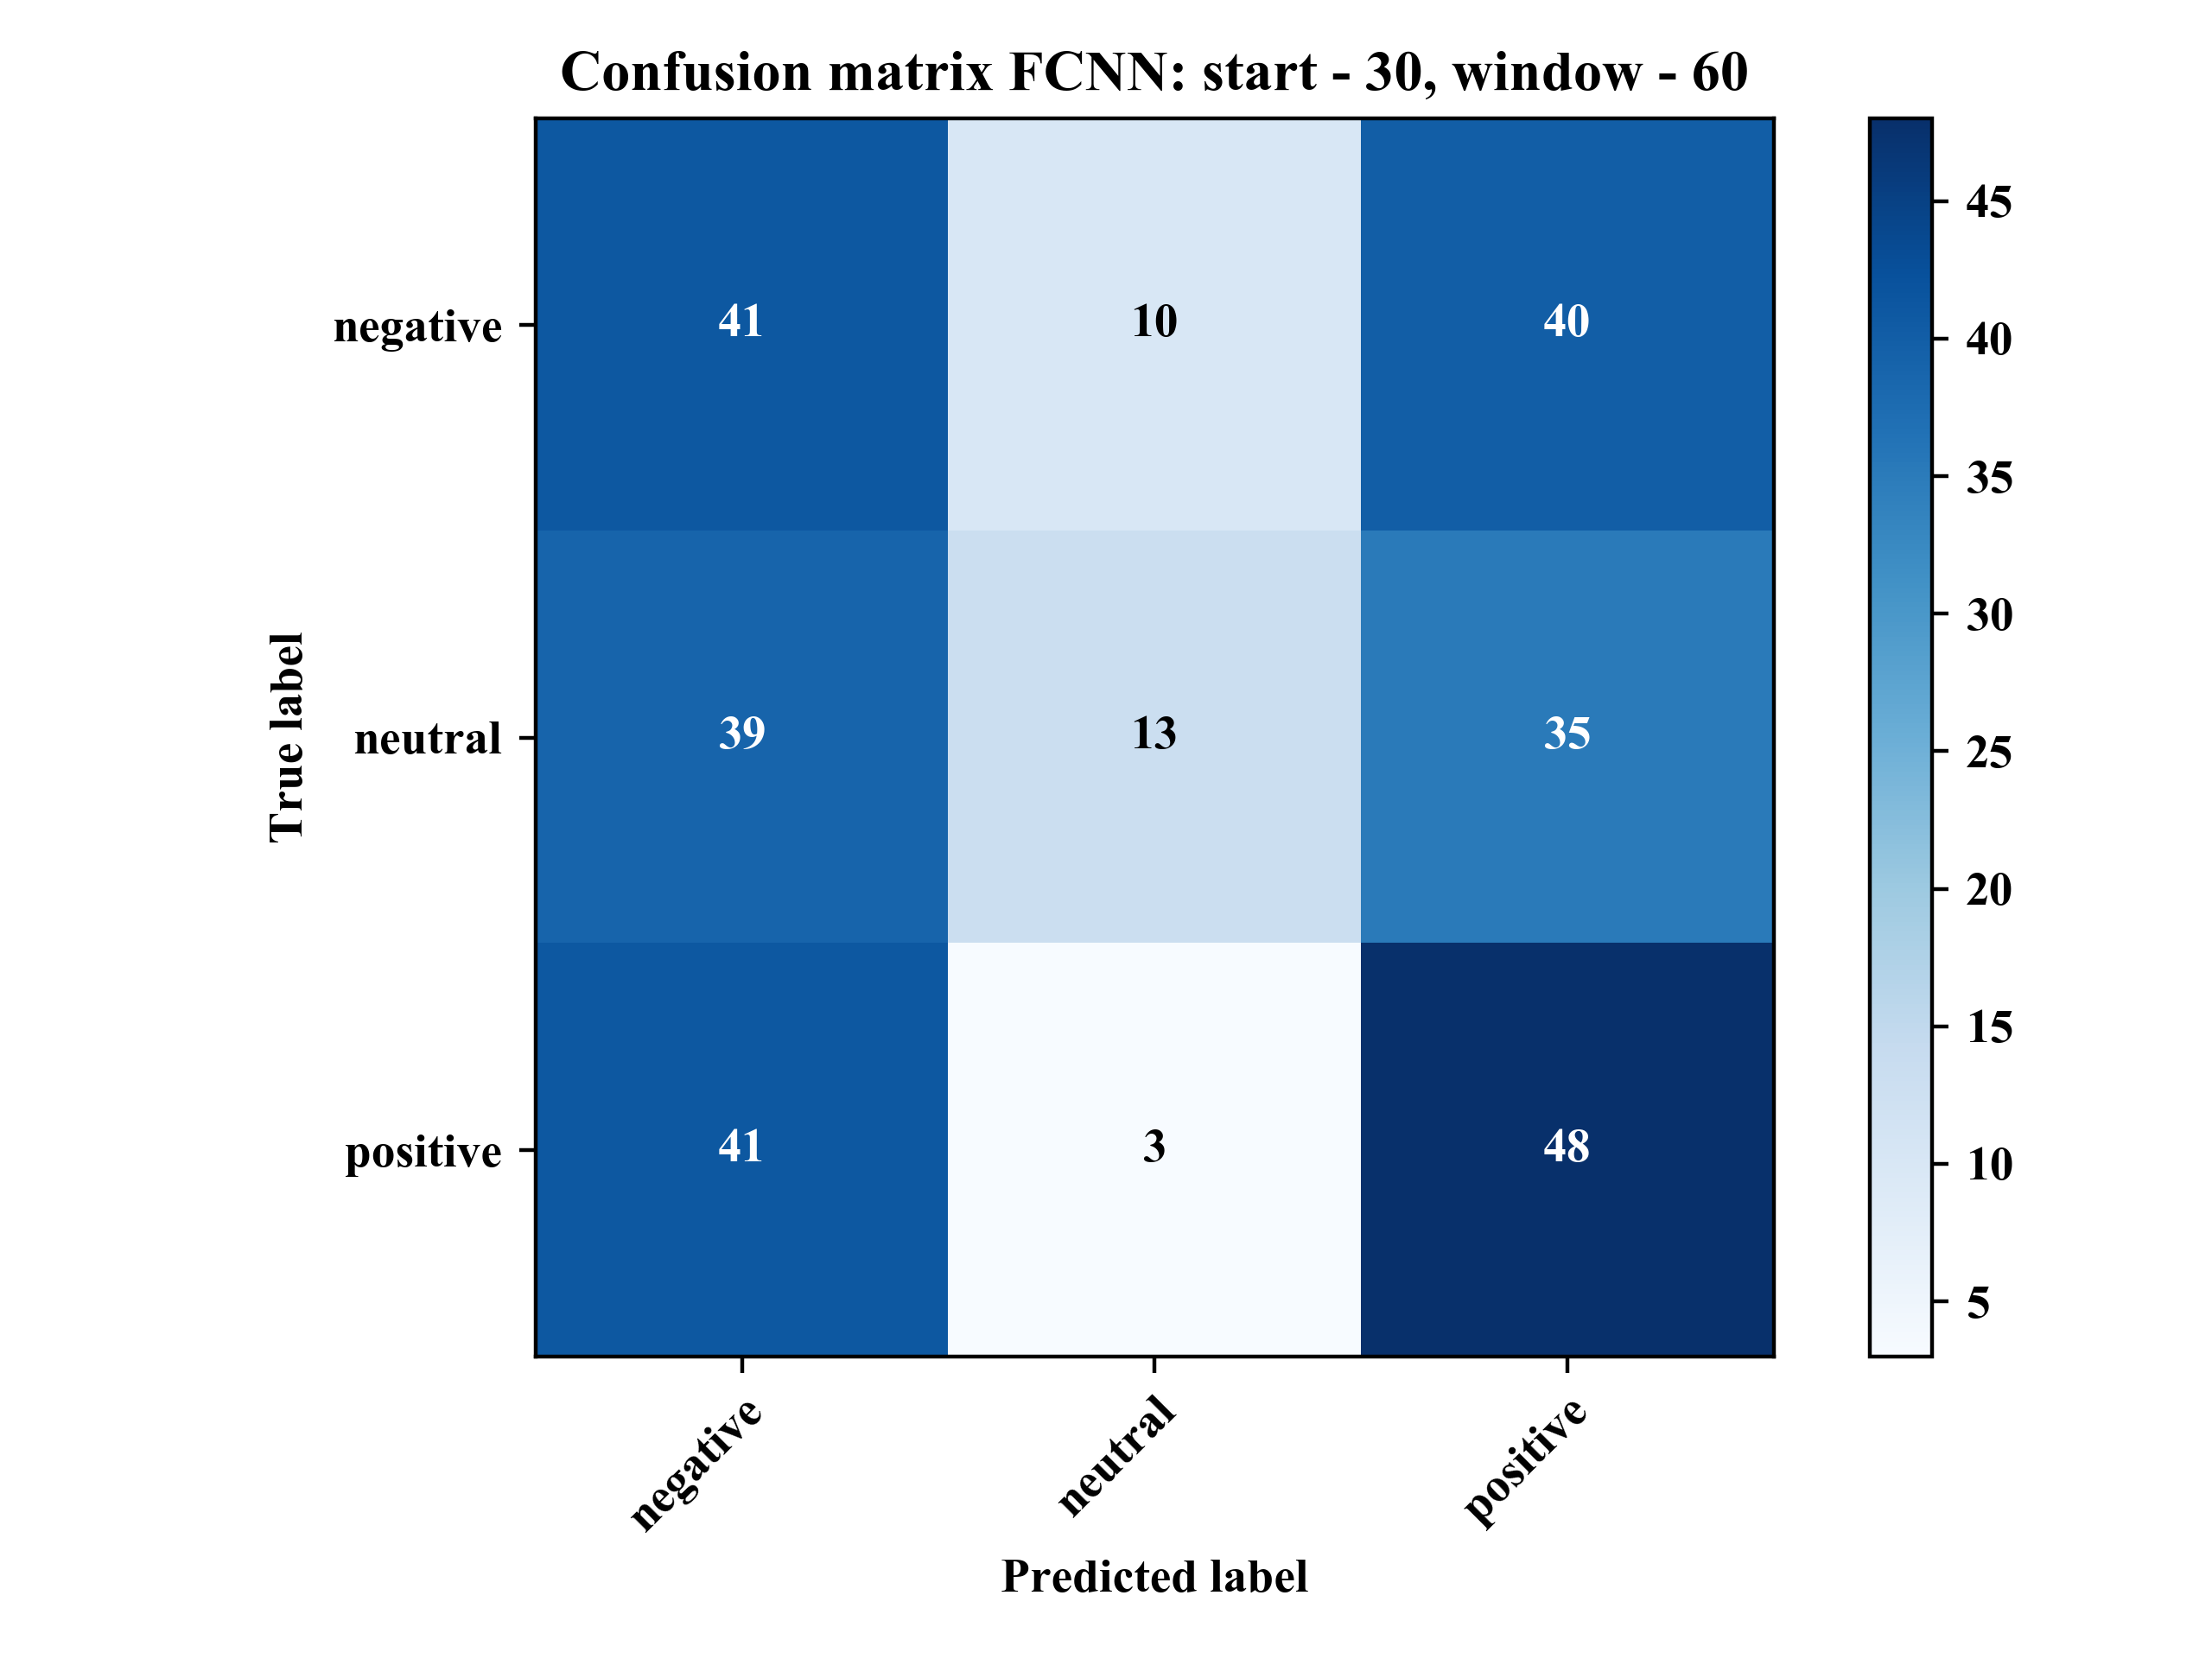 Confusion matrix FCNN: start - 30, window - 60
True label
negative
41
10
40
neutral
39
13
35
positive
41
3
48
negative
neutral
positive
Predicted label
45
40
35
30
25
20
15
10
5